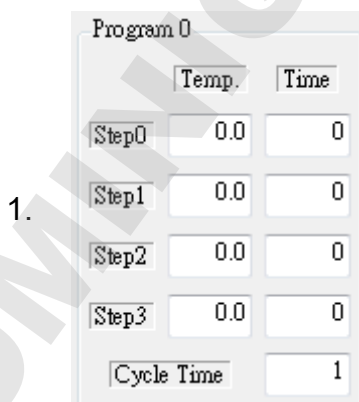 Program 0
Temp. Time
Step0 0.0 0
1. Step1 0.0 0
Step2 0.0 0
Step3 0.0 0
Cycle Time 1